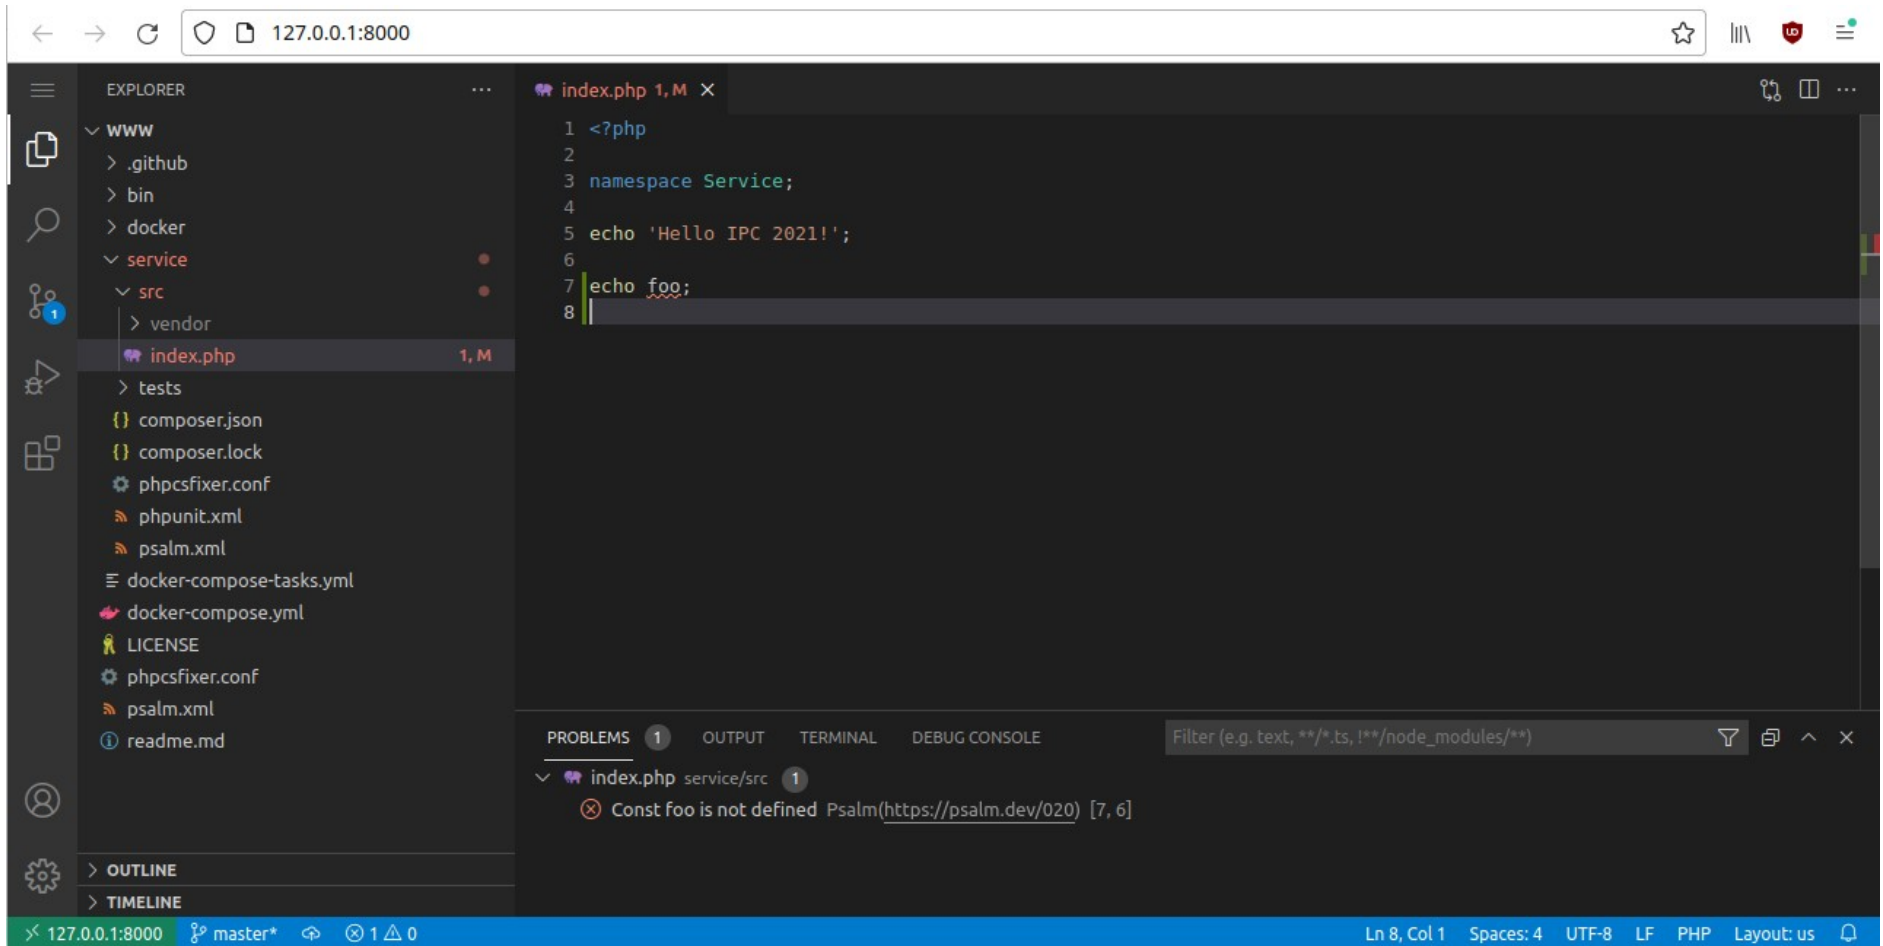 127.0.0.1:8000
EXPLORER
WWW
.github
bin
docker
service
src
vendor
index.php 1, M
tests
{} composer.json
{} composer.lock
phpcsfixer.conf
phpunit.xml
psalm.xml
docker-compose-tasks.yml
docker-compose.yml
LICENSE
phpcsfixer.conf
psalm.xml
readme.md
OUTLINE
TIMELINE
1
index.php 1, M
1 <?php
2
3 namespace Service;
4
5 echo 'Hello IPC 2021!';
6
7 echo foo;
8
PROBLEMS 1 OUTPUT TERMINAL DEBUG CONSOLE Filter (e.g. text, **/*.ts, !**/node_modules/**)
index.php service/src 1
Const foo is not defined Psalm(https://psalm.dev/020) [7, 6]
127.0.0.1:8000 master* 1 0 Ln 8, Col 1 Spaces: 4 UTF-8 LF PHP Layout: us